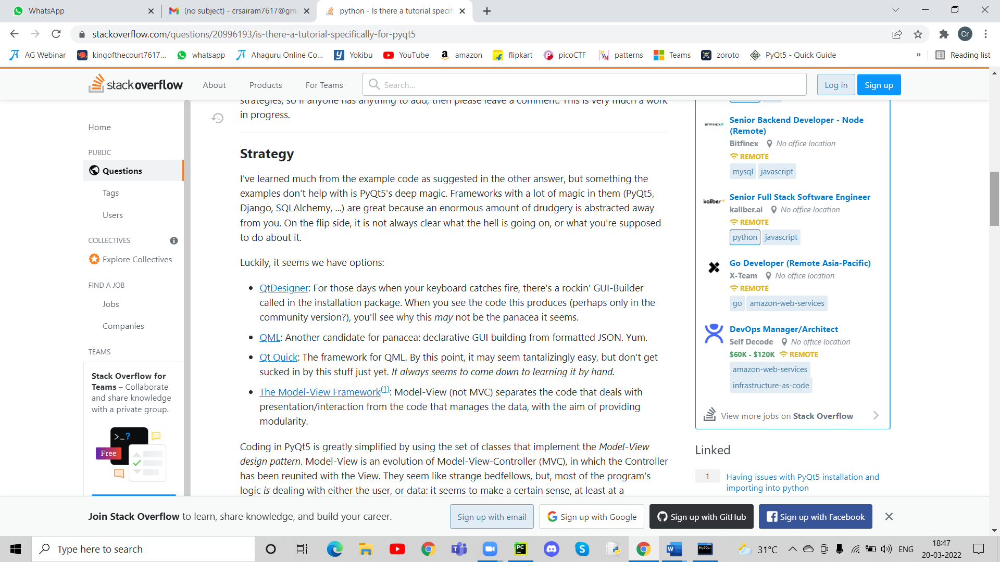 WhatsApp
(no subject) - crsairam7617@gm
python - Is there a tutorial specif
stackoverflow.com/questions/20996193/is-there-a-tutorial-specifically-for-pyqt5
Cr
AG Webinar
kingofthecourt7617...
whatsapp
Ahaguru Online Co...
Yokibu
YouTube
amazon
flipkart
picoCTF
patterns
Teams
zoroto
PyQt5 - Quick Guide
»
Reading list
stackoverflow
About
Products
For Teams
Search...
Log in
Sign up
Home
PUBLIC
Questions
Tags
Users
COLLECTIVES
Explore Collectives
FIND A JOB
Jobs
Companies
TEAMS
Stack Overflow for
Teams – Collaborate
and share knowledge
with a private group.
>_?
Free
strategies, so if anyone has anything to add, then please leave a comment. This is very much a work
in progress.
Strategy
I've learned much from the example code as suggested in the other answer, but something the
examples don't help with is PyQt5's deep magic. Frameworks with a lot of magic in them (PyQt5,
Django, SQLAlchemy, ...) are great because an enormous amount of drudgery is abstracted away
from you. On the flip side, it is not always clear what the hell is going on, or what you're supposed
to do about it.
Luckily, it seems we have options:
• QtDesigner: For those days when your keyboard catches fire, there's a rockin' GUI-Builder
called in the installation package. When you see the code this produces (perhaps only in the
community version?), you'll see why this may not be the panacea it seems.
• QML: Another candidate for panacea: declarative GUI building from formatted JSON. Yum.
• Qt Quick: The framework for QML. By this point, it may seem tantalizingly easy, but don't get
sucked in by this stuff just yet. It always seems to come down to learning it by hand.
• The Model-View Framework(1): Model-View (not MVC) separates the code that deals with
presentation/interaction from the code that manages the data, with the aim of providing
modularity.
Coding in PyQt5 is greatly simplified by using the set of classes that implement the Model-View
design pattern. Model-View is an evolution of Model-View-Controller (MVC), in which the Controller
has been reunited with the View. They seem like strange bedfellows, but, most of the program's
logic is dealing with either the user, or data: it seems to make a certain sense, at least at a
BITFINEX
Senior Backend Developer - Node
(Remote)
Bitfinex No office location
REMOTE
mysql javascript
kaliber
Senior Full Stack Software Engineer
kaliber.ai No office location
REMOTE
python javascript
Go Developer (Remote Asia-Pacific)
X-Team No office location
REMOTE
go amazon-web-services
DevOps Manager/Architect
Self Decode No office location
$60K - $120K REMOTE
amazon-web-services
infrastructure-as-code
View more jobs on Stack Overflow
Linked
1 Having issues with PyQt5 installation and
importing into python
Join Stack Overflow to learn, share knowledge, and build your career.
Sign up with email
Sign up with Google
Sign up with GitHub
Sign up with Facebook
Type here to search
31°C
ENG
18:47
20-03-2022